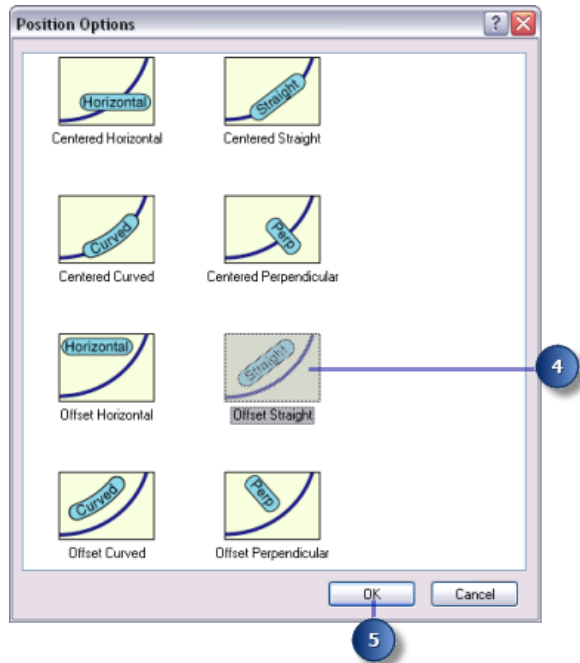 Position Options
?
Horizontal
Straight
Centered Horizontal
Centered Straight
Curved
Perp
Centered Curved
Centered Perpendicular
Horizontal
Straight
4
Offset Horizontal
Offset Straight
Curved
Perp
Offset Curved
Offset Perpendicular
OK
Cancel
5